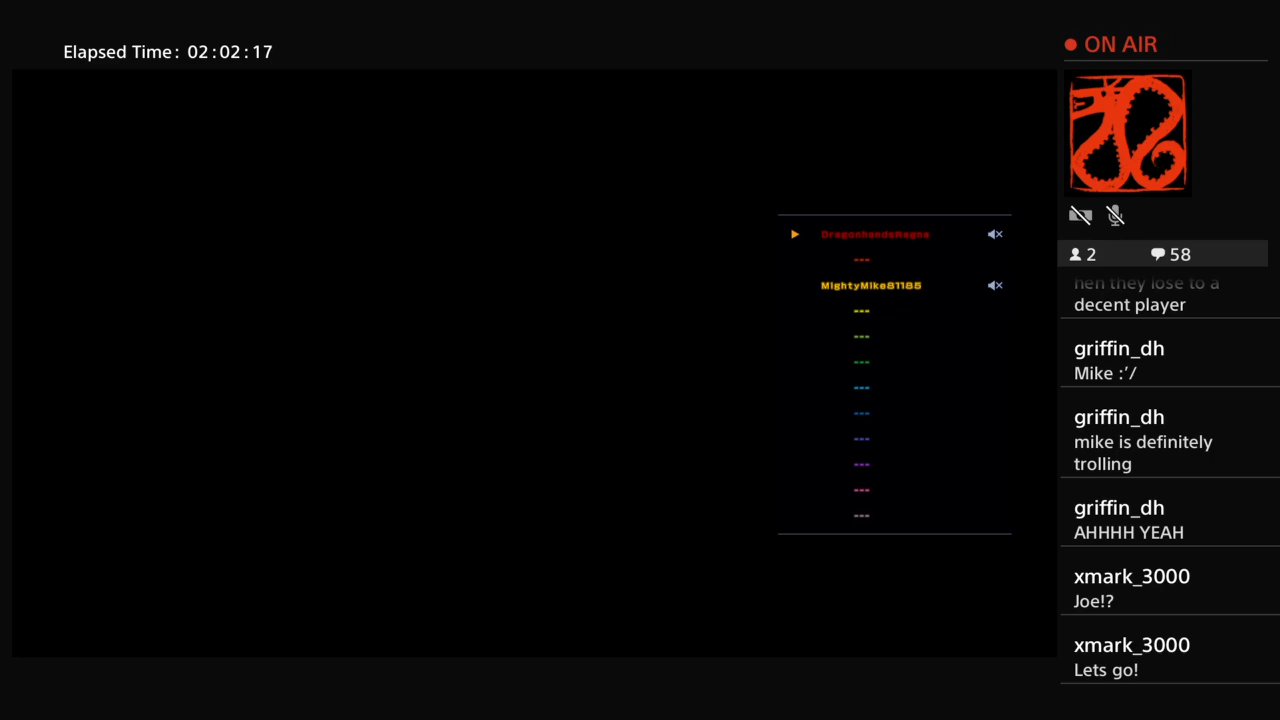 Elapsed Time: 02:02:17
ON AIR
2 58
DragonhandsMagna
---
MightyMike81185
---
---
---
---
---
---
---
---
---
hen they lose to a
decent player
griffin_dh
Mike :'/
griffin_dh
mike is definitely
trolling
griffin_dh
AHHHH YEAH
xmark_3000
Joe!?
xmark_3000
Lets go!